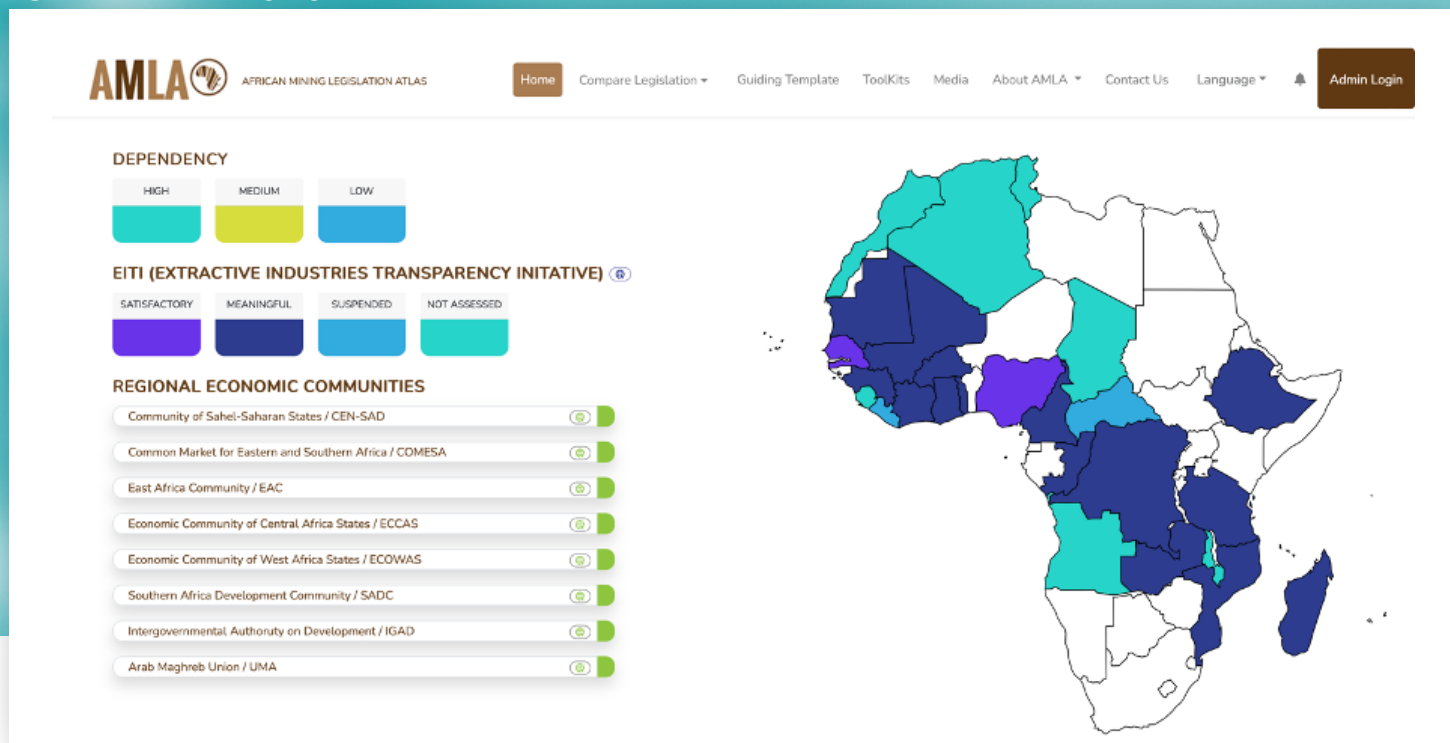 AMLA AFRICAN MINING LEGISLATION ATLAS Home Compare Legislation Guiding Template ToolKits Media About AMLA Contact Us Language Admin Login
DEPENDENCY
HIGH MEDIUM LOW
EITI (EXTRACTIVE INDUSTRIES TRANSPARENCY INITATIVE)
SATISFACTORY MEANINGFUL SUSPENDED NOT ASSESSED
REGIONAL ECONOMIC COMMUNITIES
Community of Sahel-Saharan States / CEN-SAD
Common Market for Eastern and Southern Africa / COMESA
East Africa Community / EAC
Economic Community of Central Africa States / ECCAS
Economic Community of West Africa States / ECOWAS
Southern Africa Development Community / SADC
Intergovernmental Authoruty on Development / IGAD
Arab Maghreb Union / UMA